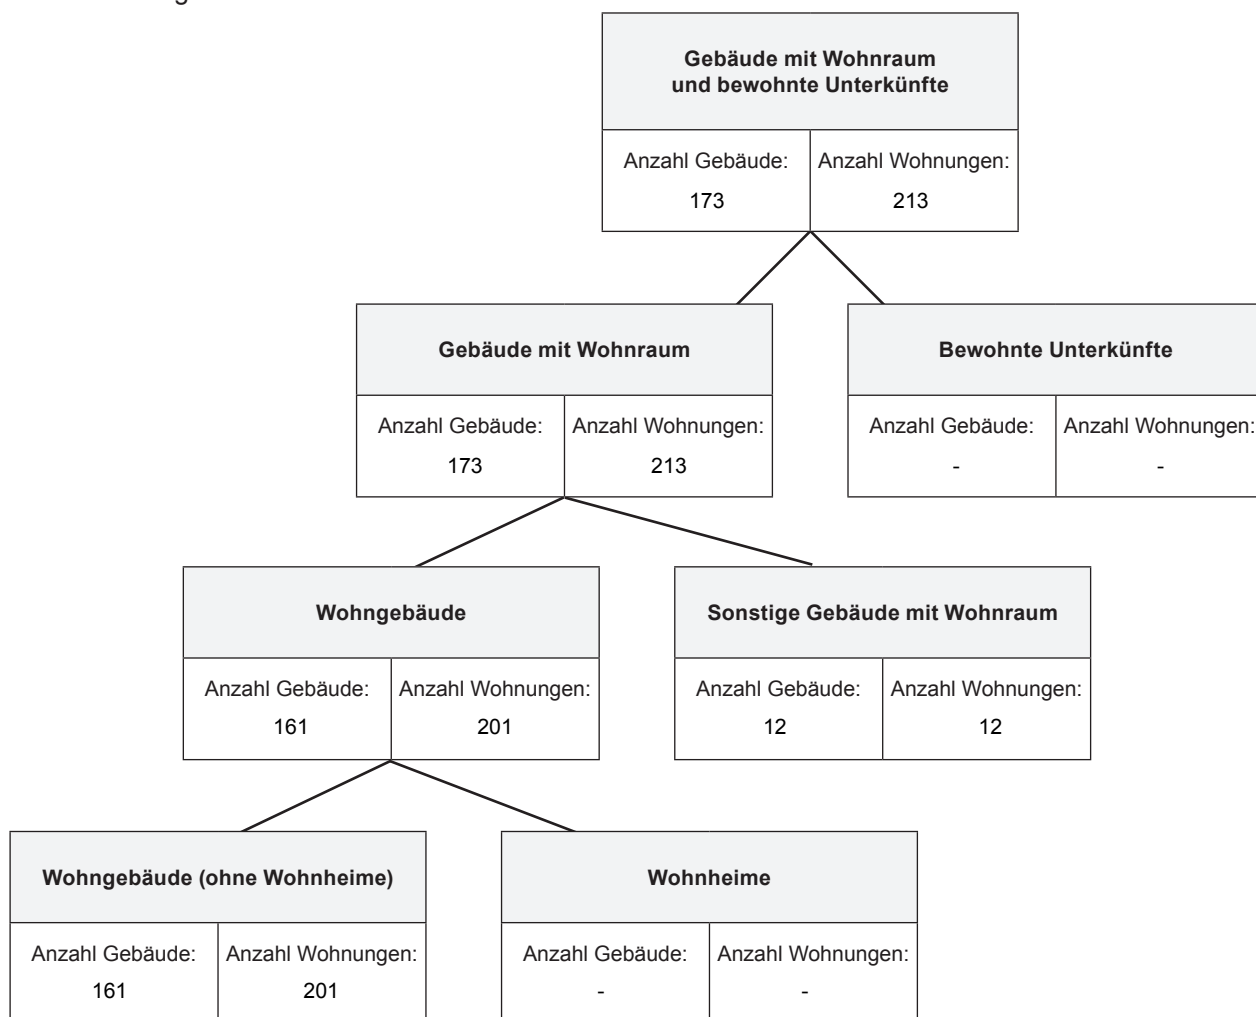 Gebäude mit Wohnraum
und bewohnte Unterkünfte
Anzahl Gebäude: Anzahl Wohnungen:
173 213
Gebäude mit Wohnraum
Bewohnte Unterkünfte
Anzahl Gebäude: Anzahl Wohnungen:
173 213
Anzahl Gebäude: Anzahl Wohnungen:
- -
Wohngebäude
Sonstige Gebäude mit Wohnraum
Anzahl Gebäude: Anzahl Wohnungen:
161 201
Anzahl Gebäude: Anzahl Wohnungen:
12 12
Wohngebäude (ohne Wohnheime)
Wohnheime
Anzahl Gebäude: Anzahl Wohnungen:
161 201
Anzahl Gebäude: Anzahl Wohnungen:
- -